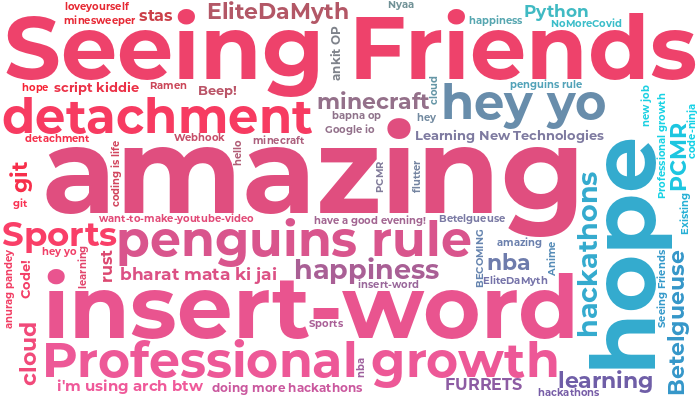 loveyourself
minesweeper
stas
EliteDaMyth
Nyaa
happiness
Python
NoMoreCovid
Seeing Friends
ankit OP
hope
script kiddie
Ramen
Beep!
cloud
penguins rule
new job
detachment
minecraft
hey yo
bapna op
hey
Google io
Learning New Technologies
Professional growth
code-ninja
PCMR
detachment
Webhook
minecraft
hello
coding is life
amazing
PCMR
flutter
git
git
hackathons
hope
Existing
want-to-make-youtube-video
have a good evening!
Betelgueuse
Sports
penguins rule
BECOMING
amazing
Anime
hey yo
learning
rust
anurag pandey
Code!
bharat mata ki jai
happiness
nba
EliteDaMyth
Seeing Friends
Betelgueuse
insert-word
insert-word
Sports
cloud
Professional growth
nba
i'm using arch btw
doing more hackathons
FURRETS
learning
hackathons